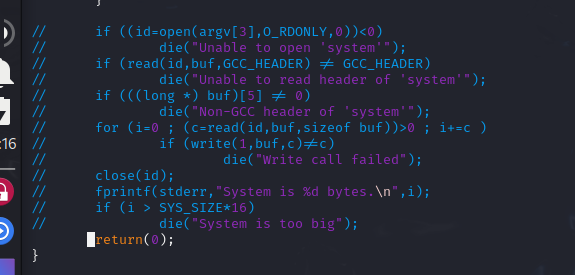 }
//      if ((id=open(argv[3],O_RDONLY,0))<0)
//              die("Unable to open 'system'");
//      if (read(id,buf,GCC_HEADER) != GCC_HEADER)
//              die("Unable to read header of 'system'");
//      if (((long *) buf)[5] != 0)
//              die("Non-GCC header of 'system'");
//      for (i=0 ; (c=read(id,buf,sizeof buf))>0 ; i+=c )
//              if (write(1,buf,c)!=c)
//                      die("Write call failed");
//      close(id);
//      fprintf(stderr,"System is %d bytes.\n",i);
//      if (i > SYS_SIZE*16)
//              die("System is too big");
        return(0);
}
:16